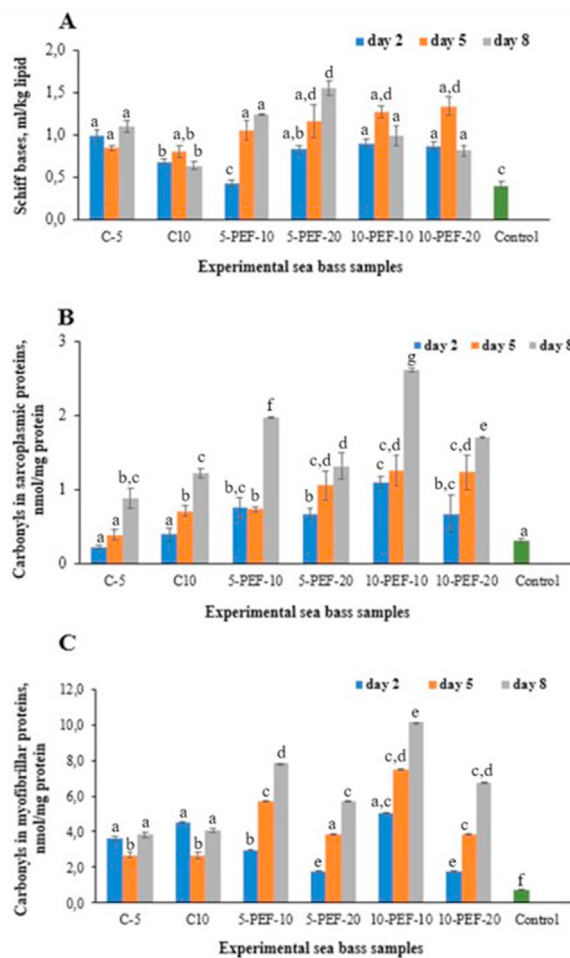 A
day 2 day 5 day 8
Schiff bases, ml/kg lipid
2,0
1,5
1,0
0,5
0,0
a a a b a,b b c a a a,b a,d d a a,d a a a,d a c
C-5 C10 5-PEF-10 5-PEF-20 10-PEF-10 10-PEF-20 Control
Experimental sea bass samples
B
day 2 day 5 day 8
Carbonyls in sarcoplasmic proteins,
nmol/mg protein
3
2
1
0
a a b,c a b c b,c b f b c,d d c c,d g b,c c,d e a
C-5 C10 5-PEF-10 5-PEF-20 10-PEF-10 10-PEF-20 Control
Experimental sea bass samples
C
day 2 day 5 day 8
Carbonyls in myofibrillar proteins,
nmol/mg protein
12,0
10,0
8,0
6,0
4,0
2,0
0,0
a b a a b a b c d e a c a,c c,d e e c c,d f
C-5 C10 5-PEF-10 5-PEF-20 10-PEF-10 10-PEF-20 Control
Experimental sea bass samples